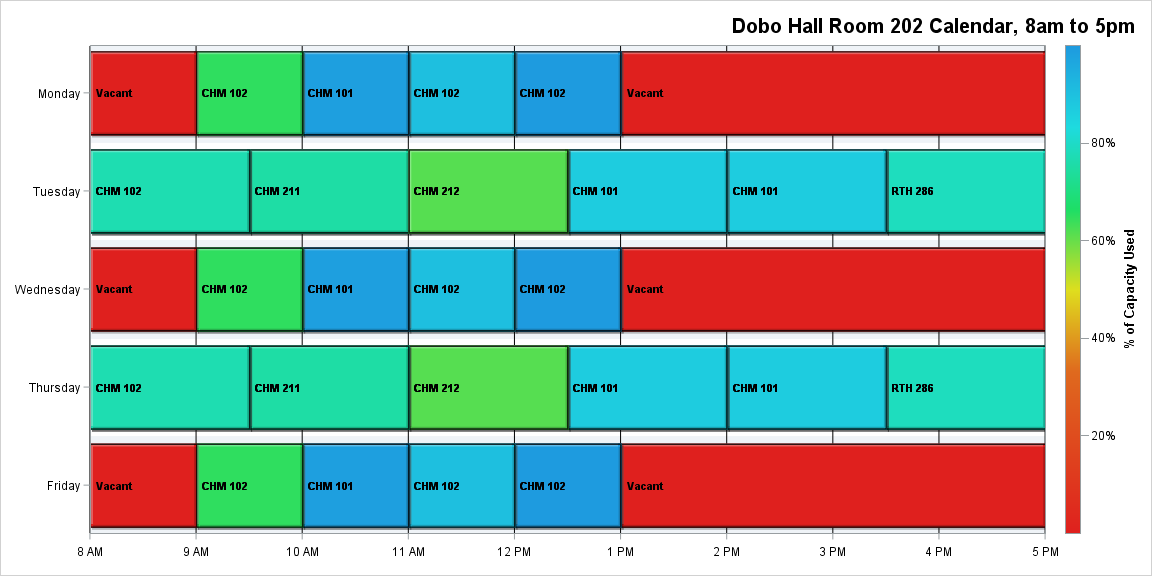 Dobo Hall Room 202 Calendar, 8am to 5pm
Monday Vacant CHM 102 CHM 101 CHM 102 CHM 102 Vacant
80%
Tuesday CHM 102 CHM 211 CHM 212 CHM 101 CHM 101 RTH 286
60%
% of Capacity Used
Wednesday Vacant CHM 102 CHM 101 CHM 102 CHM 102 Vacant
40%
Thursday CHM 102 CHM 211 CHM 212 CHM 101 CHM 101 RTH 286
20%
Friday Vacant CHM 102 CHM 101 CHM 102 CHM 102 Vacant
8 AM 9 AM 10 AM 11 AM 12 PM 1 PM 2 PM 3 PM 4 PM 5 PM